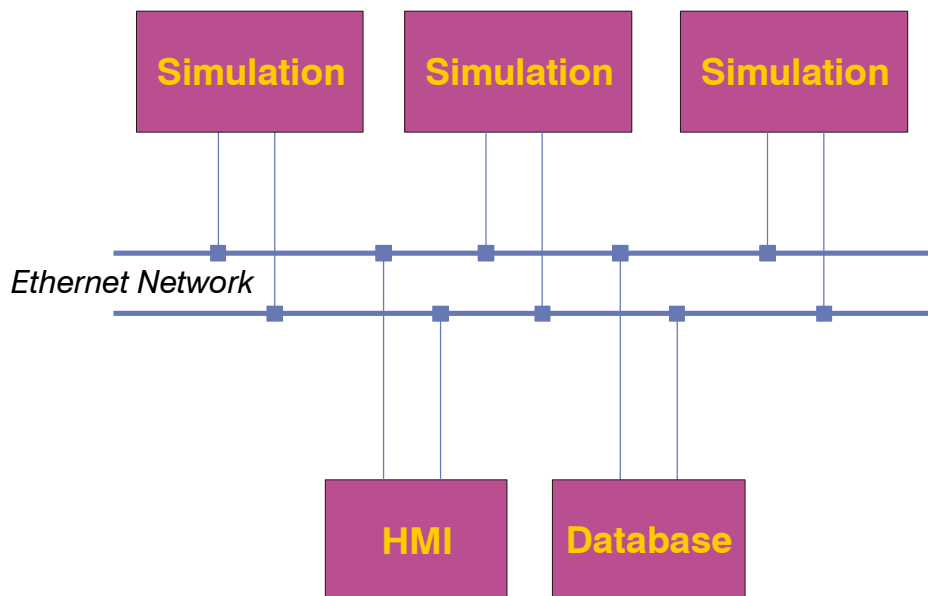 Simulation
Simulation
Simulation
Ethernet Network
HMI
Database